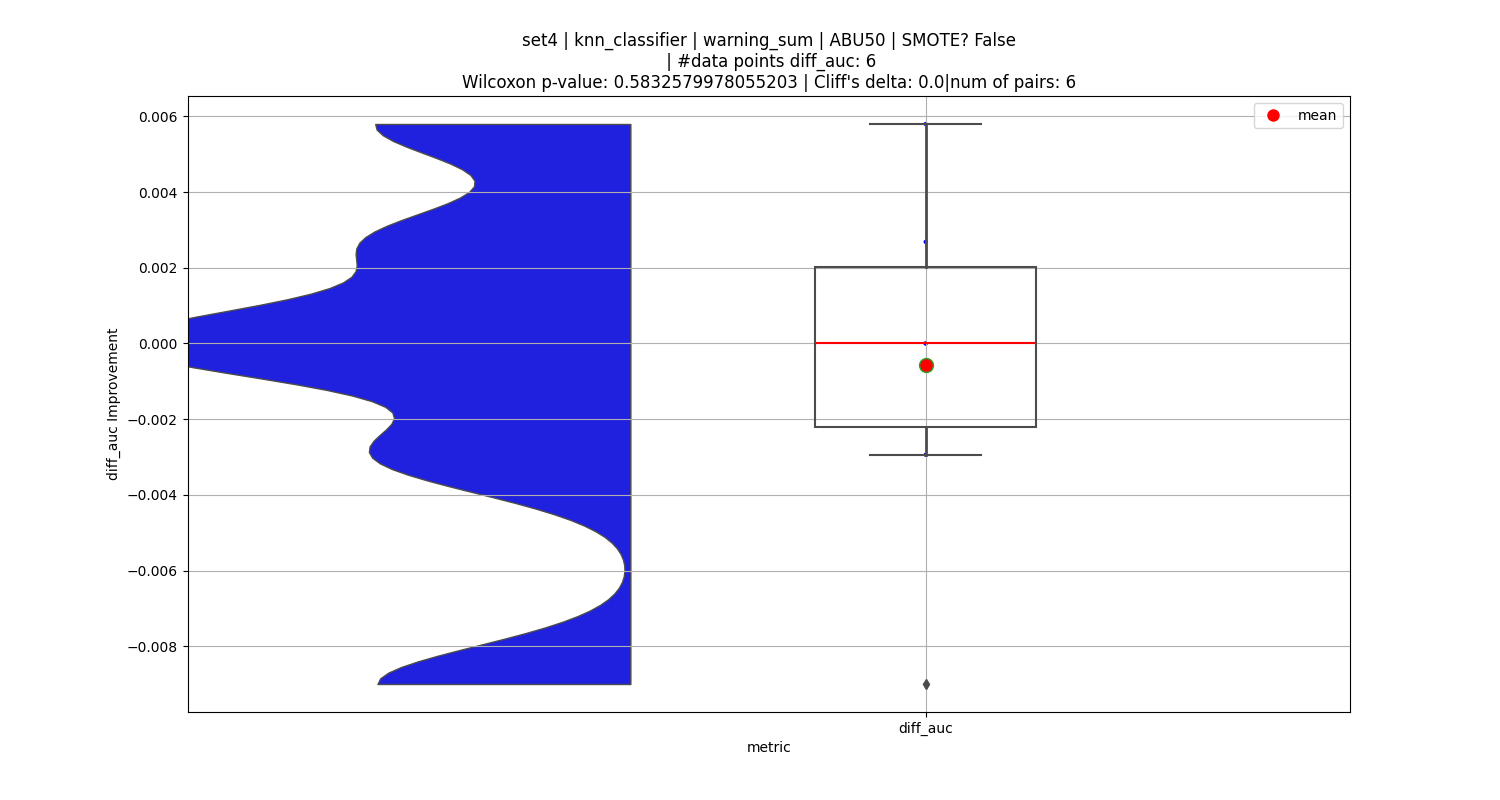 set4 | knn_classifier | warning_sum | ABU50 | SMOTE? False
| #data points diff_auc: 6
Wilcoxon p-value: 0.5832579978055203 | Cliff's delta: 0.0|num of pairs: 6
mean
0.006
0.004
0.002
0.000
−0.002
−0.004
−0.006
−0.008
diff_auc Improvement
diff_auc
metric